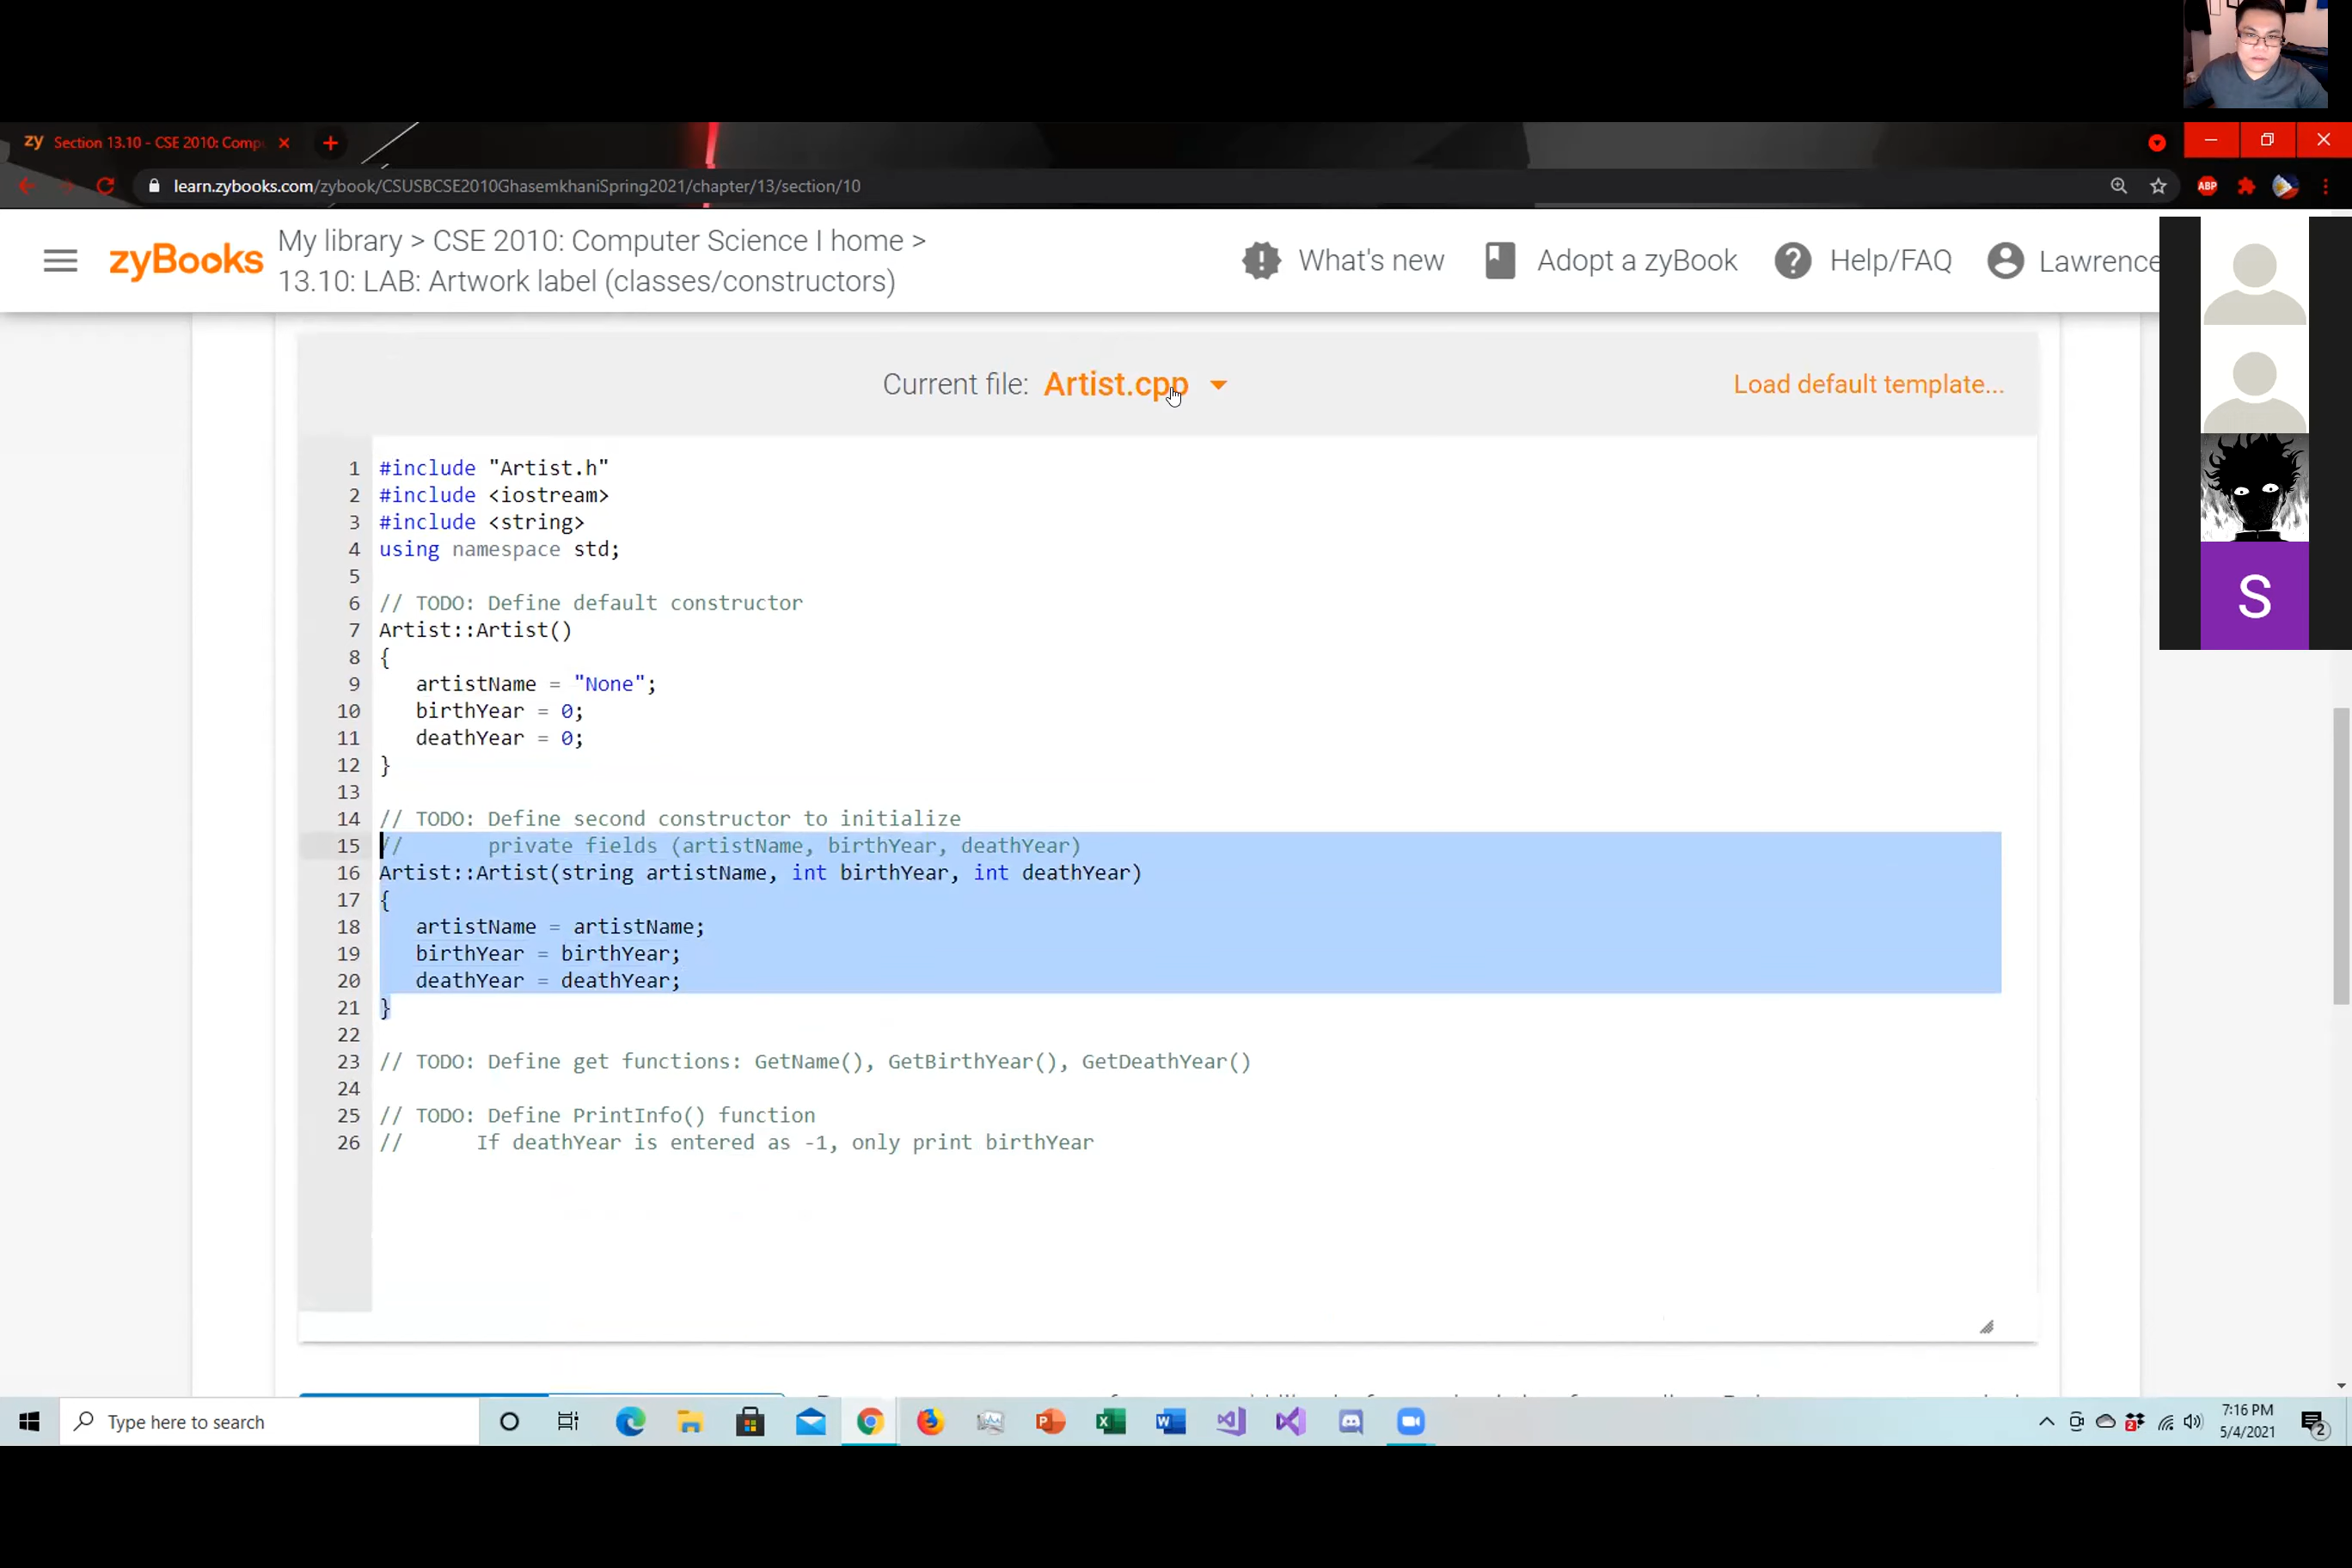 zy Section 13.10 - CSE 2010: Comp
learn.zybooks.com/zybook/CSUSBCSE2010GhasemkhaniSpring2021/chapter/13/section/10
ABP
zyBooks
My library > CSE 2010: Computer Science I home >
13.10: LAB: Artwork label (classes/constructors)
What's new
Adopt a zyBook
Help/FAQ
Lawrence
Current file: Artist.cpp
Load default template...
1 #include "Artist.h"
2 #include <iostream>
3 #include <string>
4 using namespace std;
5
6 // TODO: Define default constructor
7 Artist::Artist()
8 {
9 artistName = "None";
10 birthYear = 0;
11 deathYear = 0;
12 }
13
14 // TODO: Define second constructor to initialize
15 // private fields (artistName, birthYear, deathYear)
16 Artist::Artist(string artistName, int birthYear, int deathYear)
17 {
18 artistName = artistName;
19 birthYear = birthYear;
20 deathYear = deathYear;
21 }
22
23 // TODO: Define get functions: GetName(), GetBirthYear(), GetDeathYear()
24
25 // TODO: Define PrintInfo() function
26 // If deathYear is entered as -1, only print birthYear
S
Type here to search
7:16 PM
5/4/2021
2